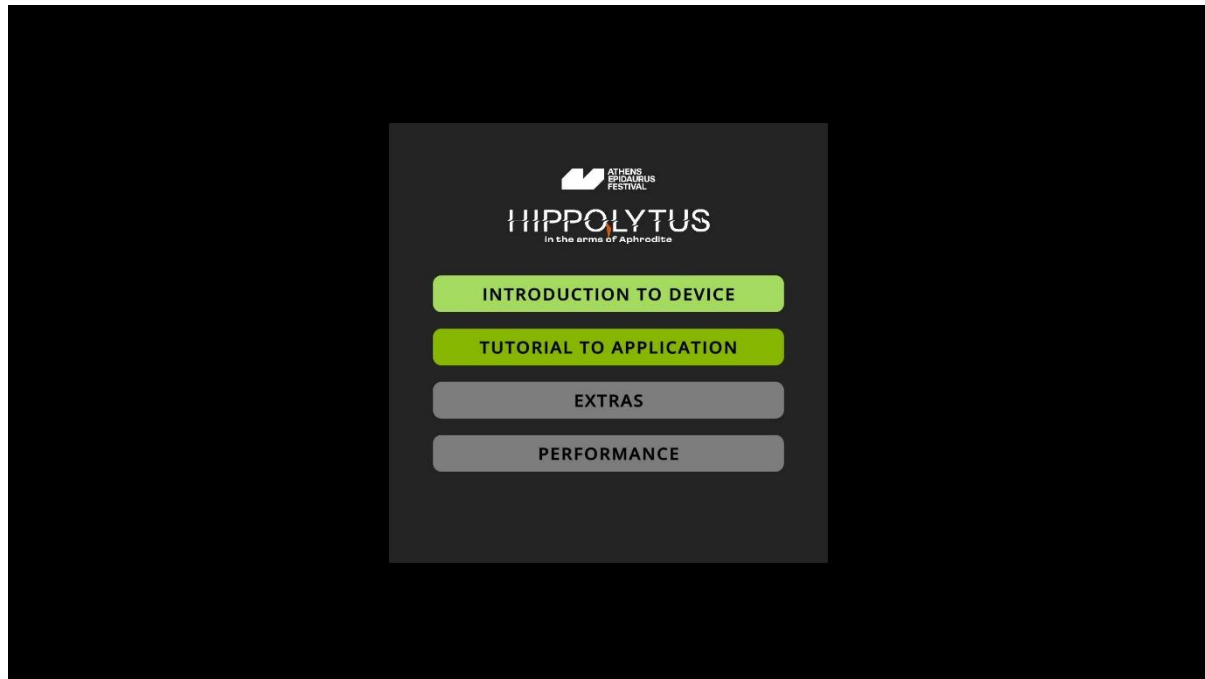 ATHENS
EPIDAURUS
FESTIVAL
HIPPOLYTUS
in the arms of Aphrodite
INTRODUCTION TO DEVICE
TUTORIAL TO APPLICATION
EXTRAS
PERFORMANCE